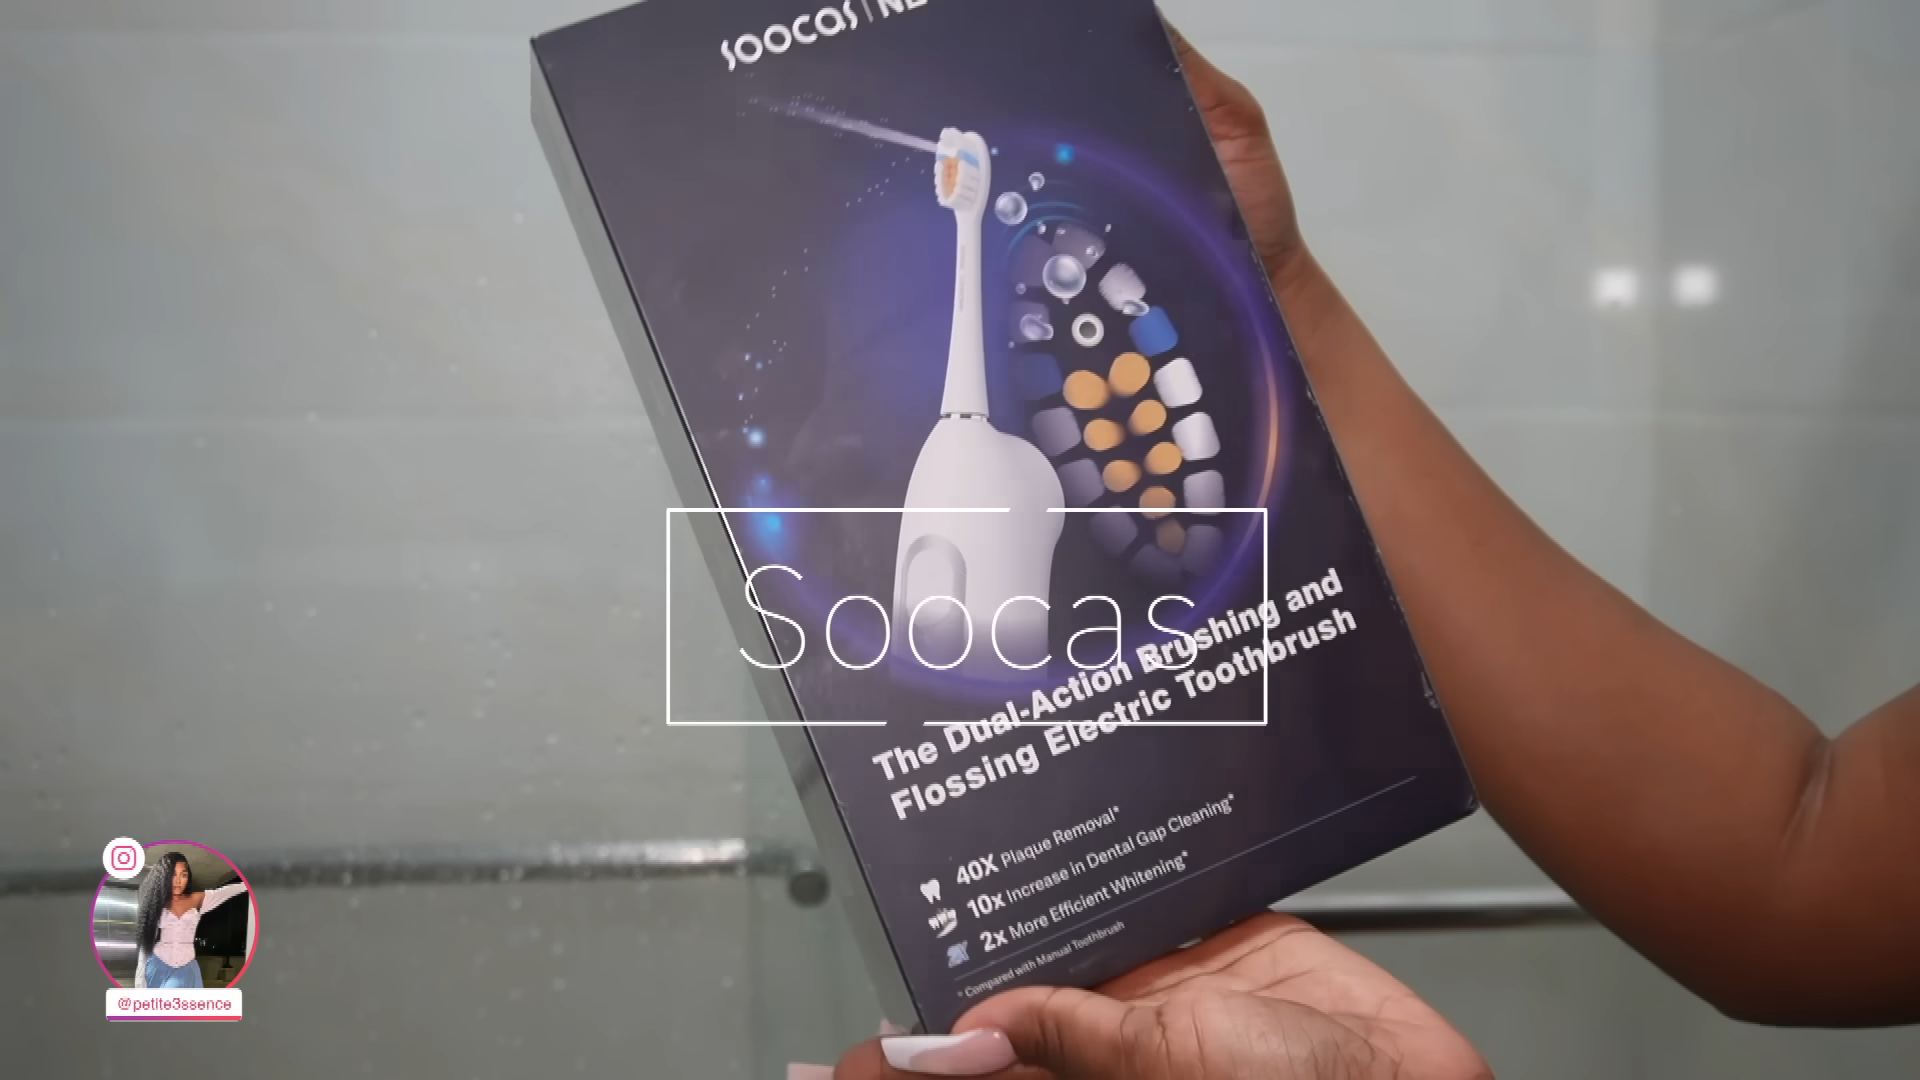 soocas
Soocas
The Dual-Action Brushing and
Flossing Electric Toothbrush
40X Plaque Removal*
10x Increase in Dental Gap Cleaning*
2x More Efficient Whitening*
* Compared with Manual Toothbrush
@petite3ssence